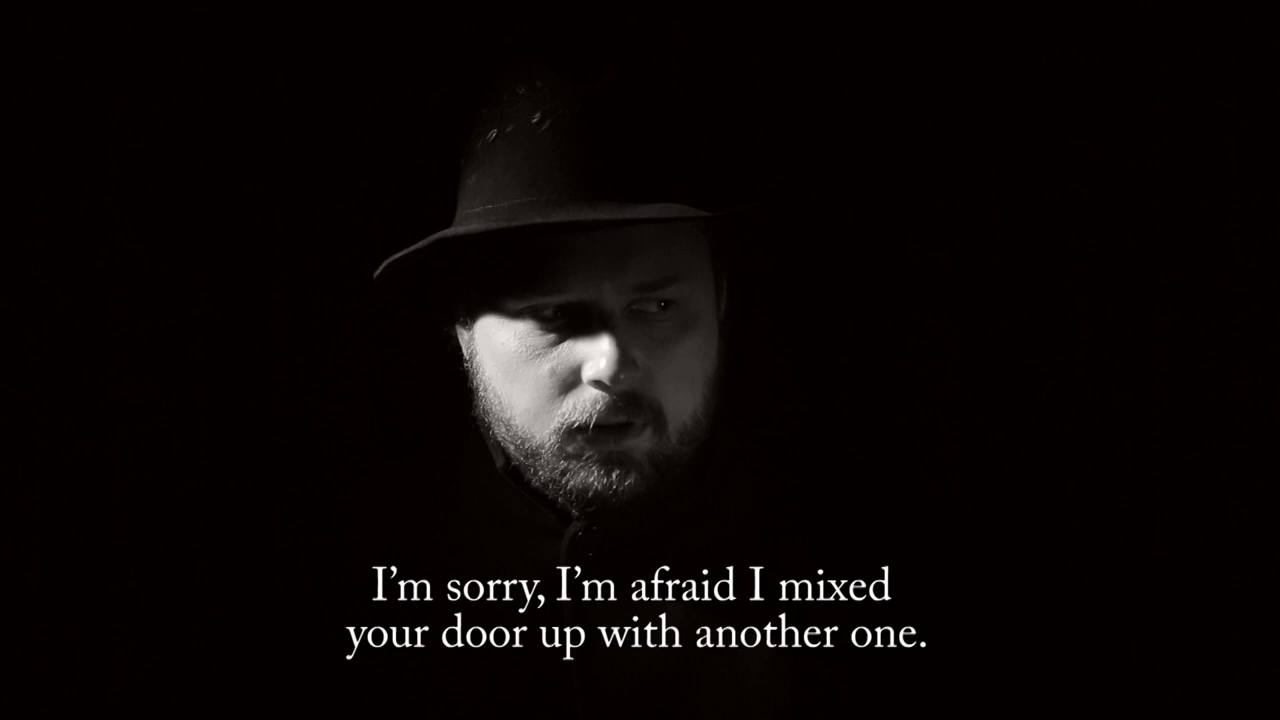 I’m sorry, I’m afraid I mixed
your door up with another one.